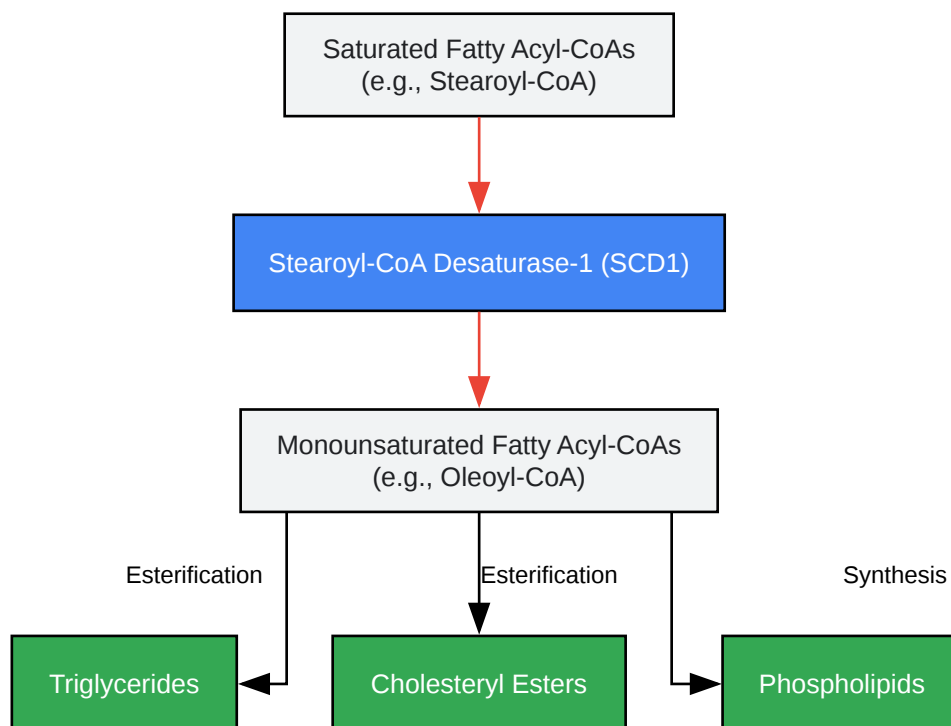 Saturated Fatty Acyl-CoAs
(e.g., Stearoyl-CoA)
Stearoyl-CoA Desaturase-1 (SCD1)
Monounsaturated Fatty Acyl-CoAs
(e.g., Oleoyl-CoA)
Esterification
Esterification
Synthesis
Triglycerides
Cholesteryl Esters
Phospholipids